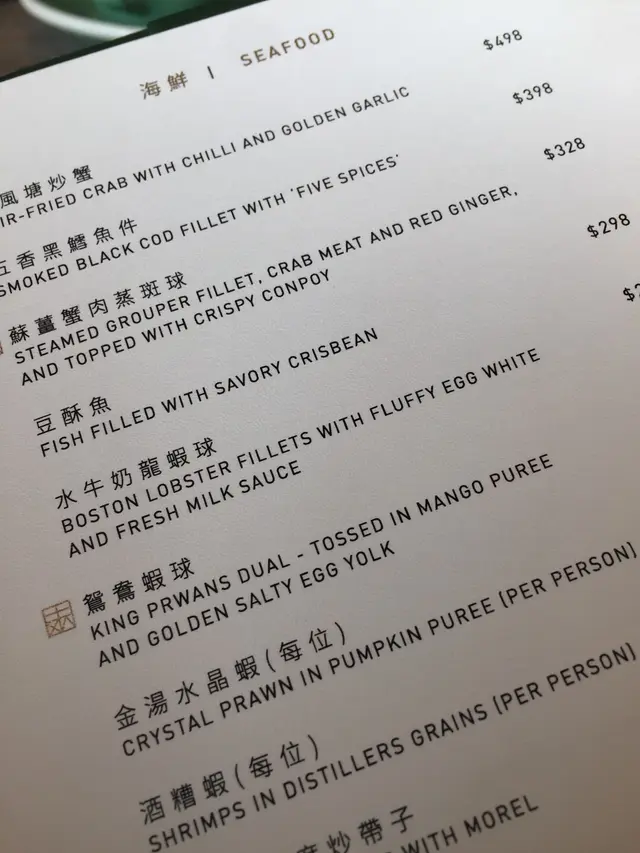 海鮮 | SEAFOOD
風塘炒蟹 $498
IR-FRIED CRAB WITH CHILLI AND GOLDEN GARLIC
五香黑鱈魚件 $398
SMOKED BLACK COD FILLET WITH 'FIVE SPICES'
蘇薑蟹肉蒸斑球 $328
STEAMED GROUPER FILLET, CRAB MEAT AND RED GINGER,
AND TOPPED WITH CRISPY CONPOY
豆酥魚 $298
FISH FILLED WITH SAVORY CRISBEAN
水牛奶龍蝦球
BOSTON LOBSTER FILLETS WITH FLUFFY EGG WHITE
AND FRESH MILK SAUCE
鴛鴦蝦球
KING PRWANS DUAL - TOSSED IN MANGO PUREE
AND GOLDEN SALTY EGG YOLK
金湯水晶蝦(每位)
CRYSTAL PRAWN IN PUMPKIN PUREE (PER PERSON)
酒糟蝦(每位)
SHRIMPS IN DISTILLERS GRAINS (PER PERSON)
炒帶子
WITH MOREL